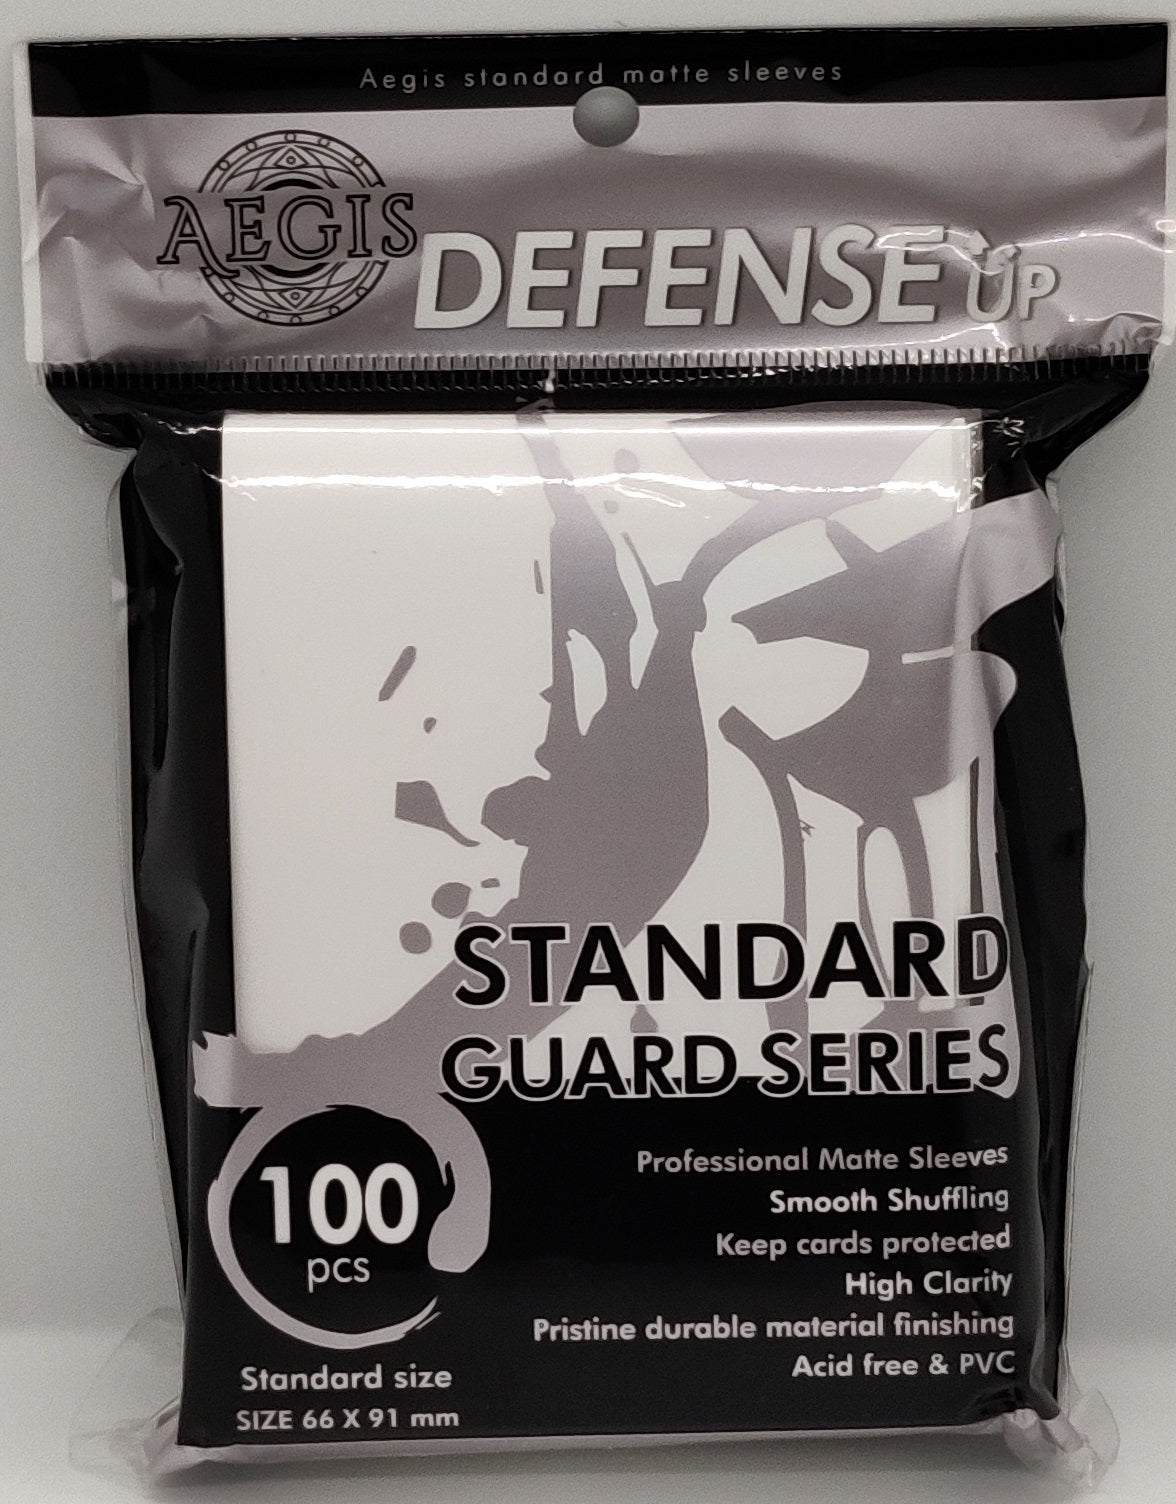 Aegis standard matte sleeves
AEGIS
DEFENSE UP
STANDARD
GUARD SERIES
100
pcs
Standard size
SIZE 66 X 91 mm
Professional Matte Sleeves
Smooth Shuffling
Keep cards protected
High Clarity
Pristine durable material finishing
Acid free & PVC